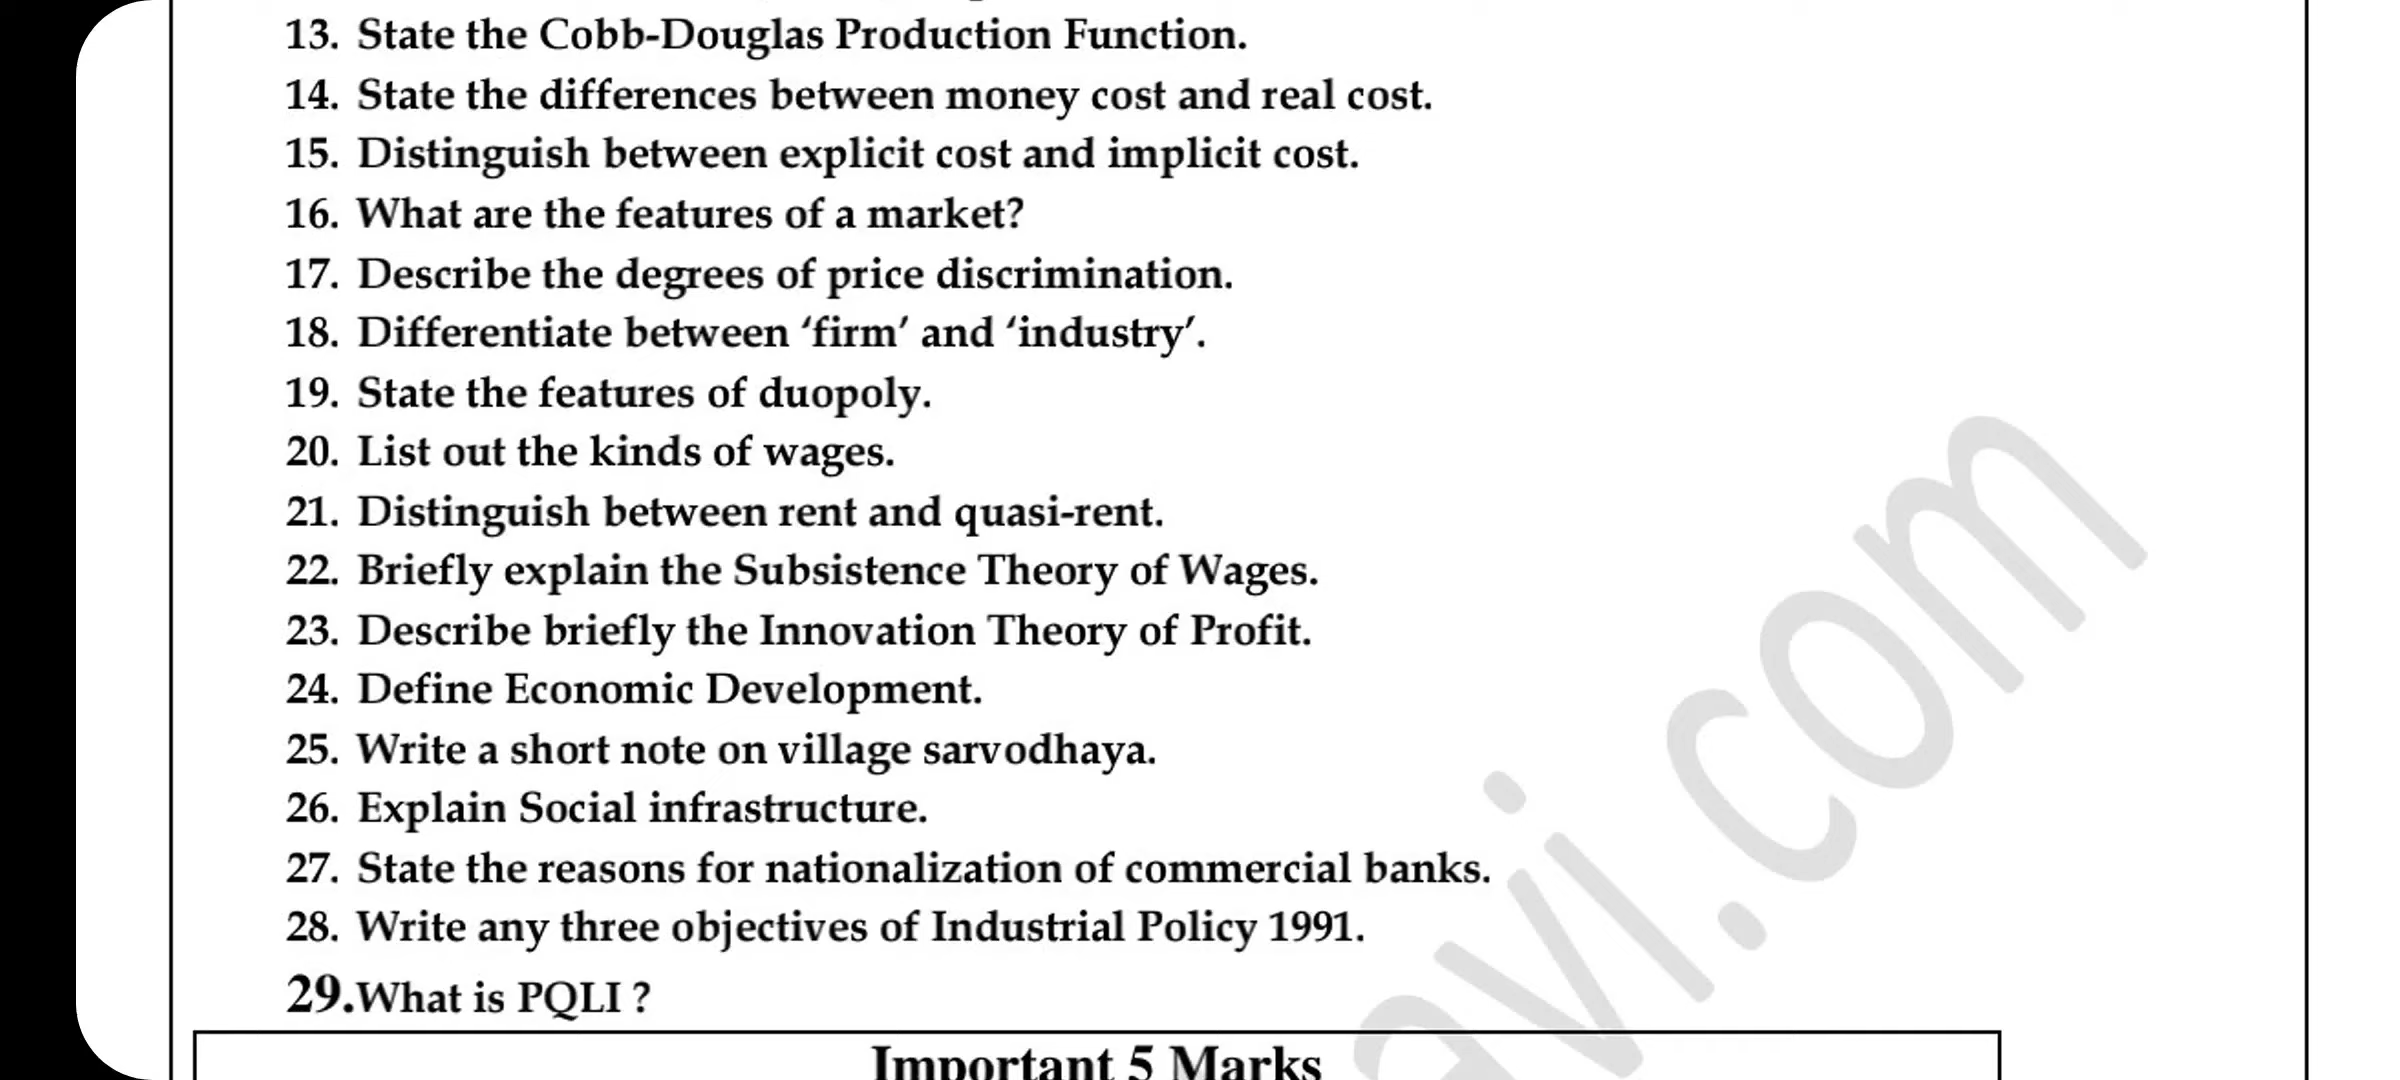 13. State the Cobb-Douglas Production Function.
14. State the differences between money cost and real cost.
15. Distinguish between explicit cost and implicit cost.
16. What are the features of a market?
17. Describe the degrees of price discrimination.
18. Differentiate between ‘firm’ and ‘industry’.
19. State the features of duopoly.
20. List out the kinds of wages.
21. Distinguish between rent and quasi-rent.
22. Briefly explain the Subsistence Theory of Wages.
23. Describe briefly the Innovation Theory of Profit.
24. Define Economic Development.
25. Write a short note on village sarvodhaya.
26. Explain Social infrastructure.
27. State the reasons for nationalization of commercial banks.
28. Write any three objectives of Industrial Policy 1991.
29.What is PQLI ?
Important 5 Marks